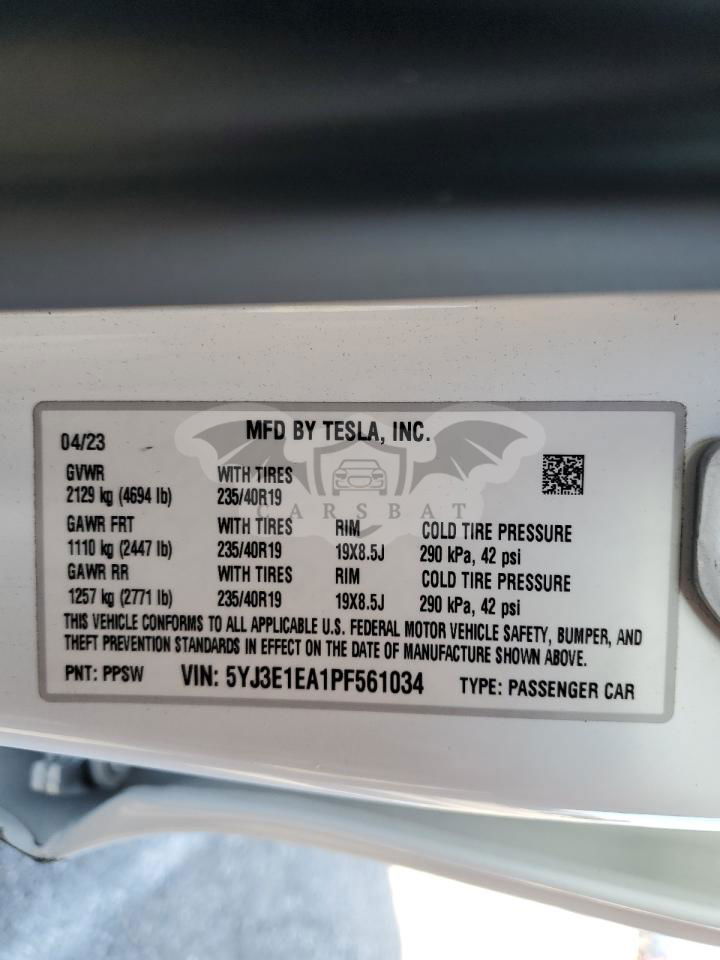 04/23
MFD BY TESLA, INC.
GVWR WITH TIRES
2129 kg (4694 lb) 235/40R19
CARSBAT
GAWR FRT WITH TIRES RIM COLD TIRE PRESSURE
1110 kg (2447 lb) 235/40R19 19X8.5J 290 kPa, 42 psi
GAWR RR WITH TIRES RIM COLD TIRE PRESSURE
1257 kg (2771 lb) 235/40R19 19X8.5J 290 kPa, 42 psi
THIS VEHICLE CONFORMS TO ALL APPLICABLE U.S. FEDERAL MOTOR VEHICLE SAFETY, BUMPER, AND
THEFT PREVENTION STANDARDS IN EFFECT ON THE DATE OF MANUFACTURE SHOWN ABOVE.
PNT: PPSW VIN: 5YJ3E1EA1PF561034 TYPE: PASSENGER CAR